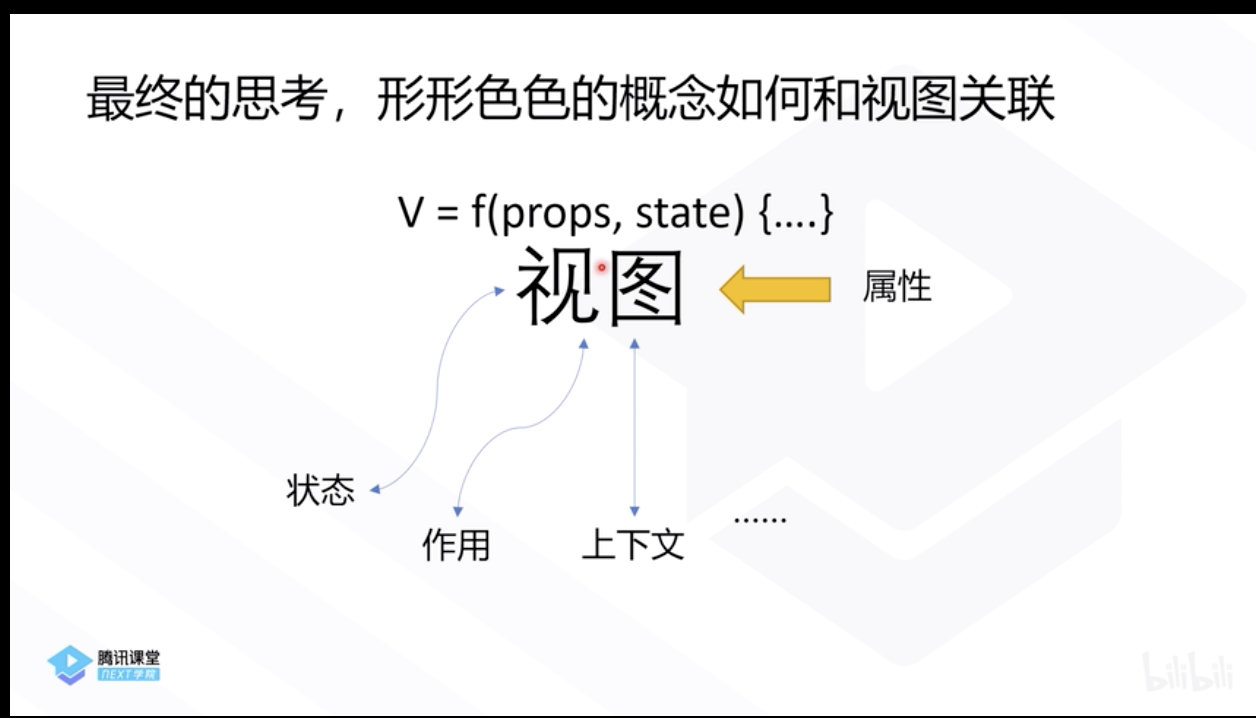 最终的思考，形形色色的概念如何和视图关联
V = f(props, state) {....}
视图
属性
状态
作用
上下文
......
腾讯课堂
NEXT学院
bilibili